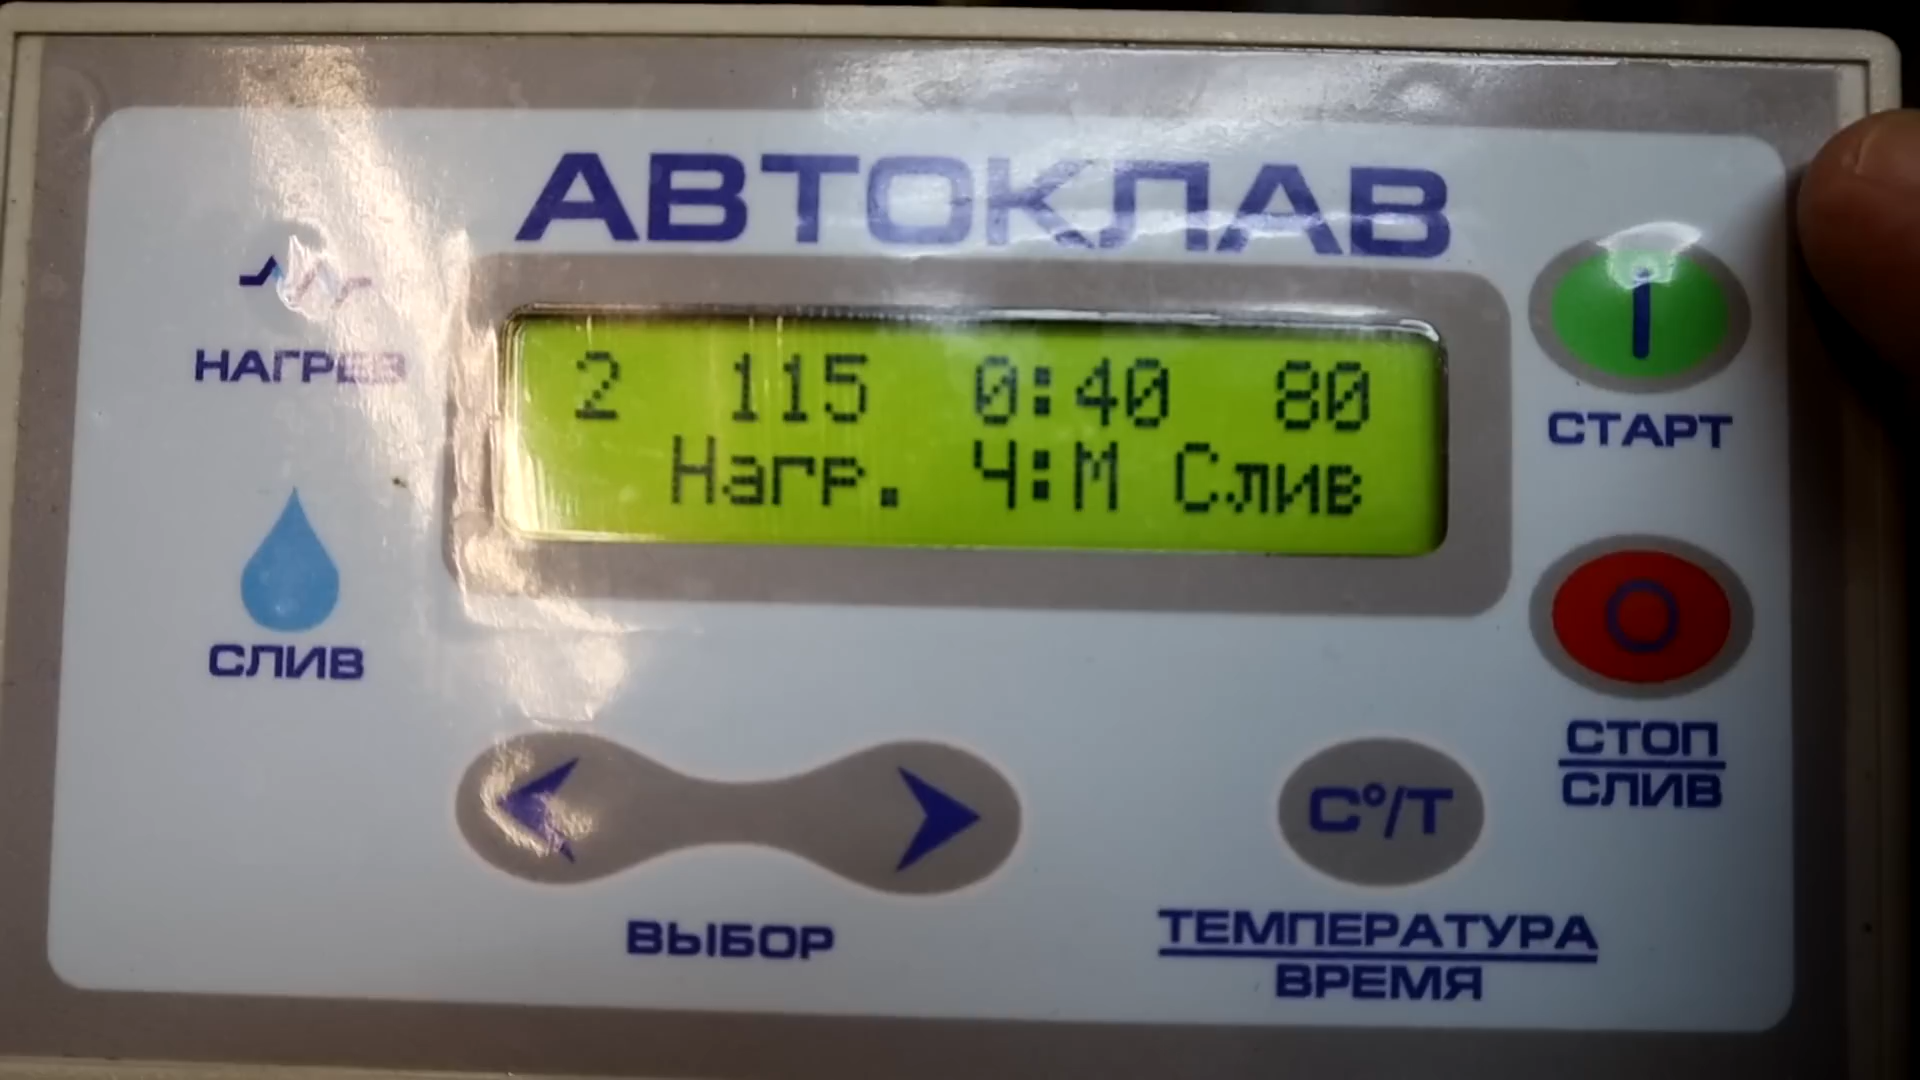 АВТОКЛАВ
НАГРЕВ
2 115 0:40 80
Нагр. Ч:М Слив
СТАРТ
СЛИВ
СТОП
СЛИВ
C°/T
ВЫБОР
ТЕМПЕРАТУРА
ВРЕМЯ